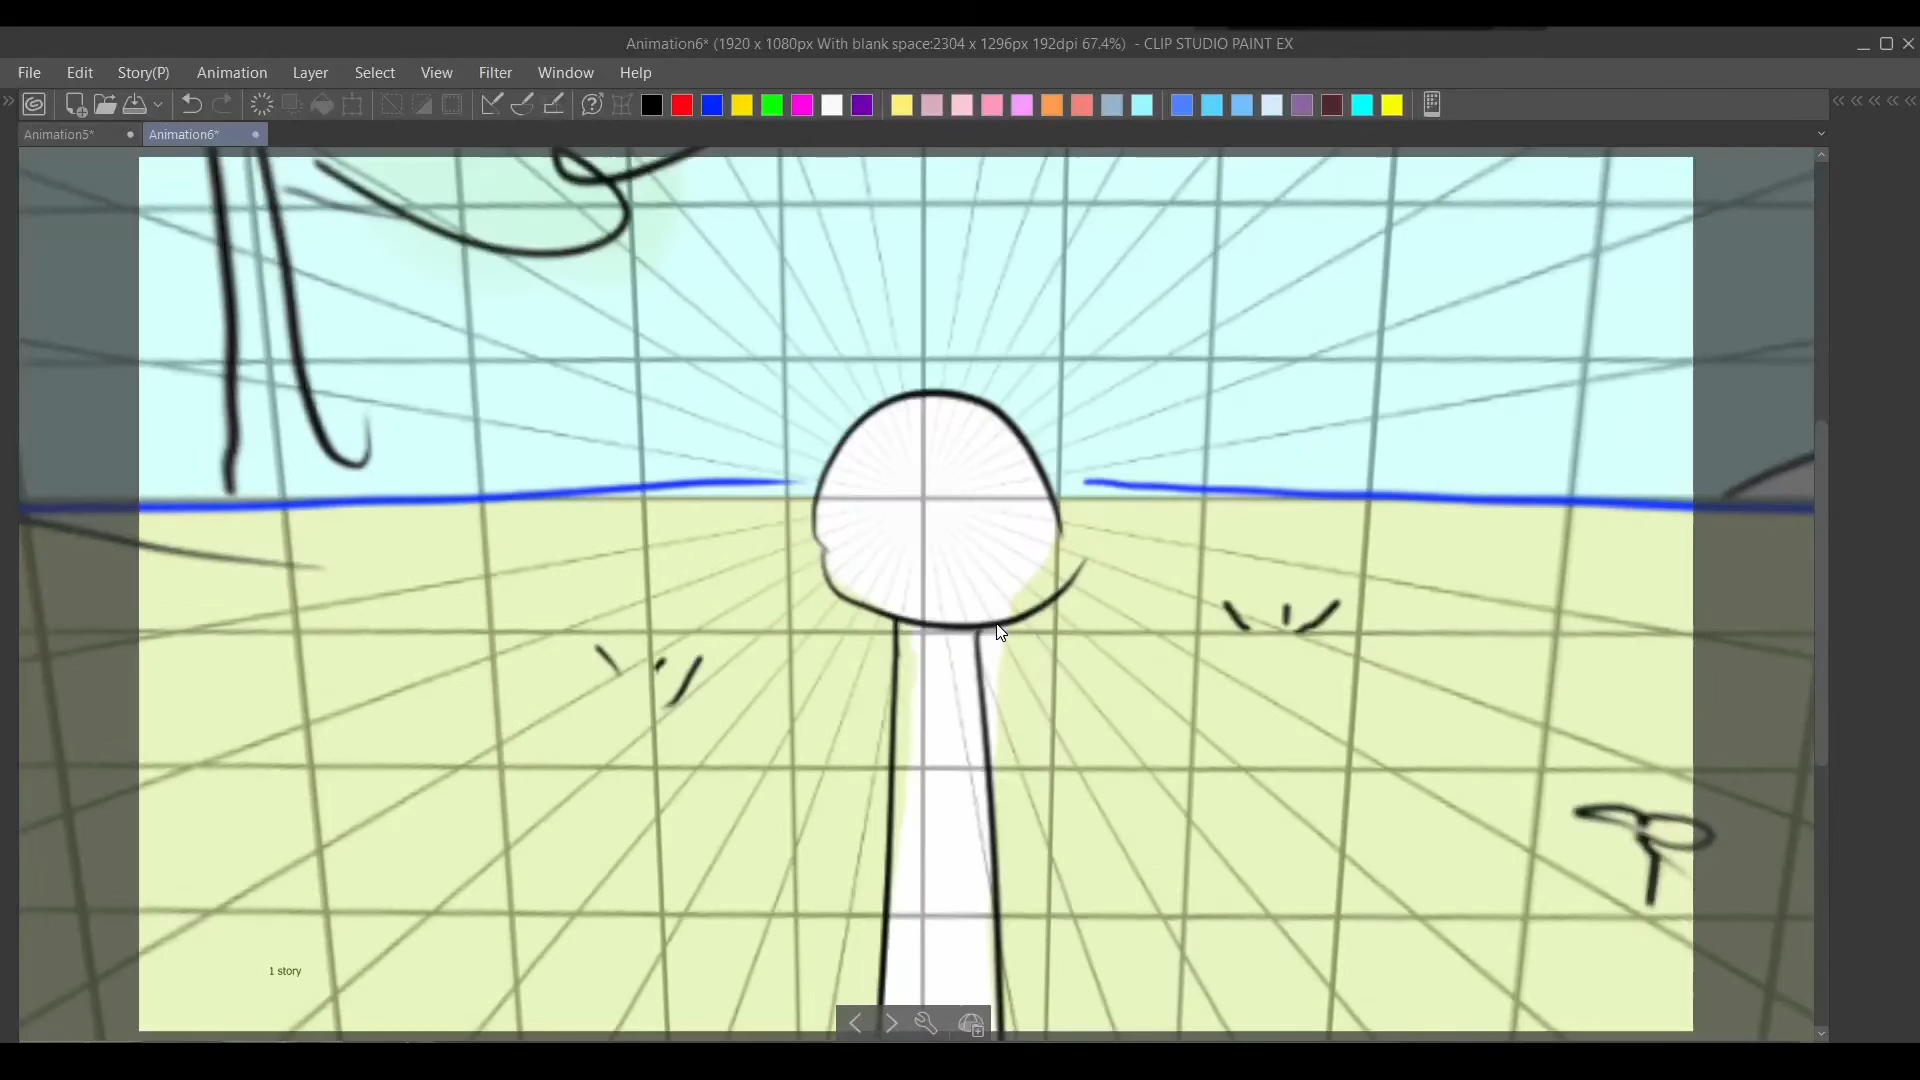 Animation6* (1920 x 1080px With blank space:2304 x 1296px 192dpi 67.4%) - CLIP STUDIO PAINT EX
File Edit Story(P) Animation Layer Select View Filter Window Help
Animation5* Animation6*
1 story